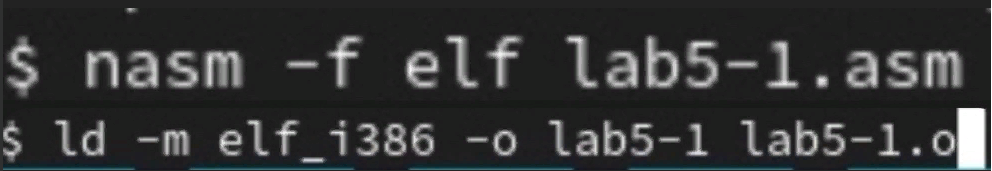 $ nasm -f elf lab5-1.asm
$ ld -m elf_i386 -o lab5-1 lab5-1.o